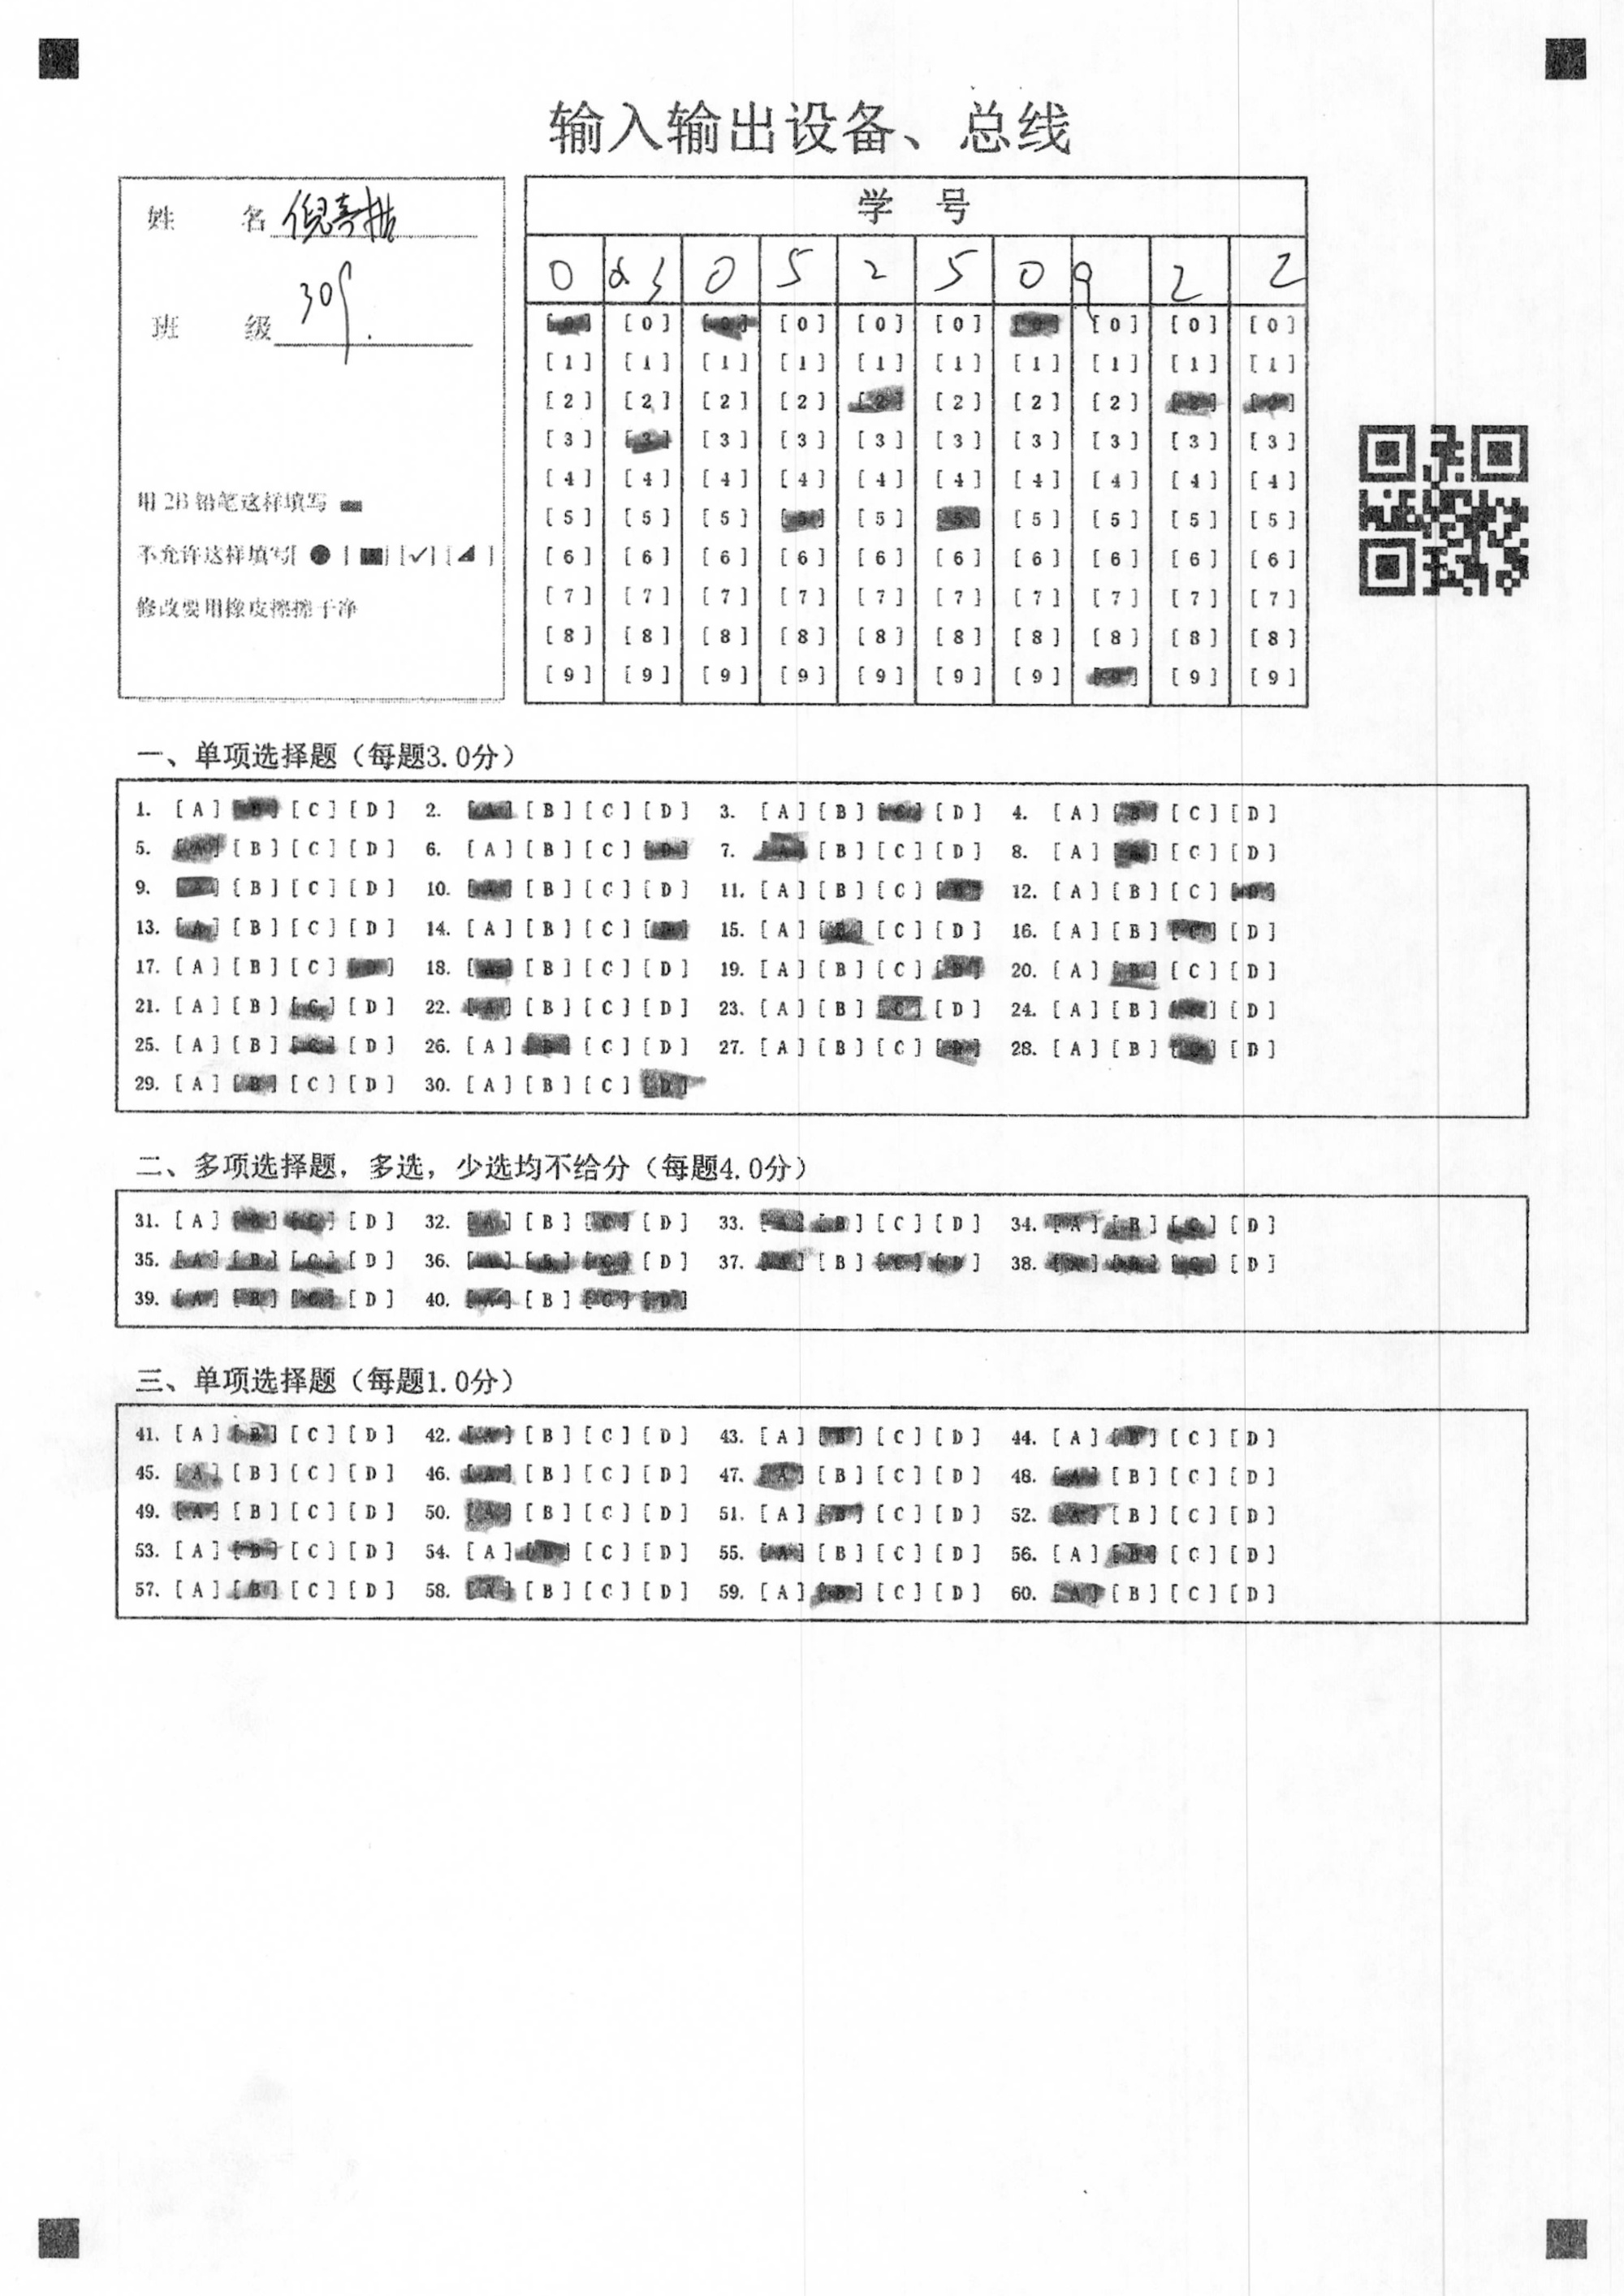 输入输出设备、总线
姓 名 倪
班 级 309.
用 2B 铅笔这样填写
不允许这样填写[ ● ] [ ■ ] [✓] [◢ ]
修改要用橡皮擦擦干净
学 号
0 3 0 5 2 5 0 9 2 2
[0] [0] [0] [0] [0] [0] [0] [0] [0] [0]
[1] [1] [1] [1] [1] [1] [1] [1] [1] [1]
[2] [2] [2] [2] [2] [2] [2] [2] [2] [2]
[3] [3] [3] [3] [3] [3] [3] [3] [3] [3]
[4] [4] [4] [4] [4] [4] [4] [4] [4] [4]
[5] [5] [5] [5] [5] [5] [5] [5] [5] [5]
[6] [6] [6] [6] [6] [6] [6] [6] [6] [6]
[7] [7] [7] [7] [7] [7] [7] [7] [7] [7]
[8] [8] [8] [8] [8] [8] [8] [8] [8] [8]
[9] [9] [9] [9] [9] [9] [9] [9] [9] [9]
一、单项选择题（每题3.0分）
1. [A] [B] [C] [D] 2. [A] [B] [C] [D] 3. [A] [B] [C] [D] 4. [A] [B] [C] [D]
5. [A] [B] [C] [D] 6. [A] [B] [C] [D] 7. [A] [B] [C] [D] 8. [A] [B] [C] [D]
9. [A] [B] [C] [D] 10. [A] [B] [C] [D] 11. [A] [B] [C] [D] 12. [A] [B] [C] [D]
13. [A] [B] [C] [D] 14. [A] [B] [C] [D] 15. [A] [B] [C] [D] 16. [A] [B] [C] [D]
17. [A] [B] [C] [D] 18. [A] [B] [C] [D] 19. [A] [B] [C] [D] 20. [A] [B] [C] [D]
21. [A] [B] [C] [D] 22. [A] [B] [C] [D] 23. [A] [B] [C] [D] 24. [A] [B] [C] [D]
25. [A] [B] [C] [D] 26. [A] [B] [C] [D] 27. [A] [B] [C] [D] 28. [A] [B] [C] [D]
29. [A] [B] [C] [D] 30. [A] [B] [C] [D]
二、多项选择题，多选，少选均不给分（每题4.0分）
31. [A] [B] [C] [D] 32. [A] [B] [C] [D] 33. [A] [B] [C] [D] 34. [A] [B] [C] [D]
35. [A] [B] [C] [D] 36. [A] [B] [C] [D] 37. [A] [B] [C] [D] 38. [A] [B] [C] [D]
39. [A] [B] [C] [D] 40. [A] [B] [C] [D]
三、单项选择题（每题1.0分）
41. [A] [B] [C] [D] 42. [A] [B] [C] [D] 43. [A] [B] [C] [D] 44. [A] [B] [C] [D]
45. [A] [B] [C] [D] 46. [A] [B] [C] [D] 47. [A] [B] [C] [D] 48. [A] [B] [C] [D]
49. [A] [B] [C] [D] 50. [A] [B] [C] [D] 51. [A] [B] [C] [D] 52. [A] [B] [C] [D]
53. [A] [B] [C] [D] 54. [A] [B] [C] [D] 55. [A] [B] [C] [D] 56. [A] [B] [C] [D]
57. [A] [B] [C] [D] 58. [A] [B] [C] [D] 59. [A] [B] [C] [D] 60. [A] [B] [C] [D]